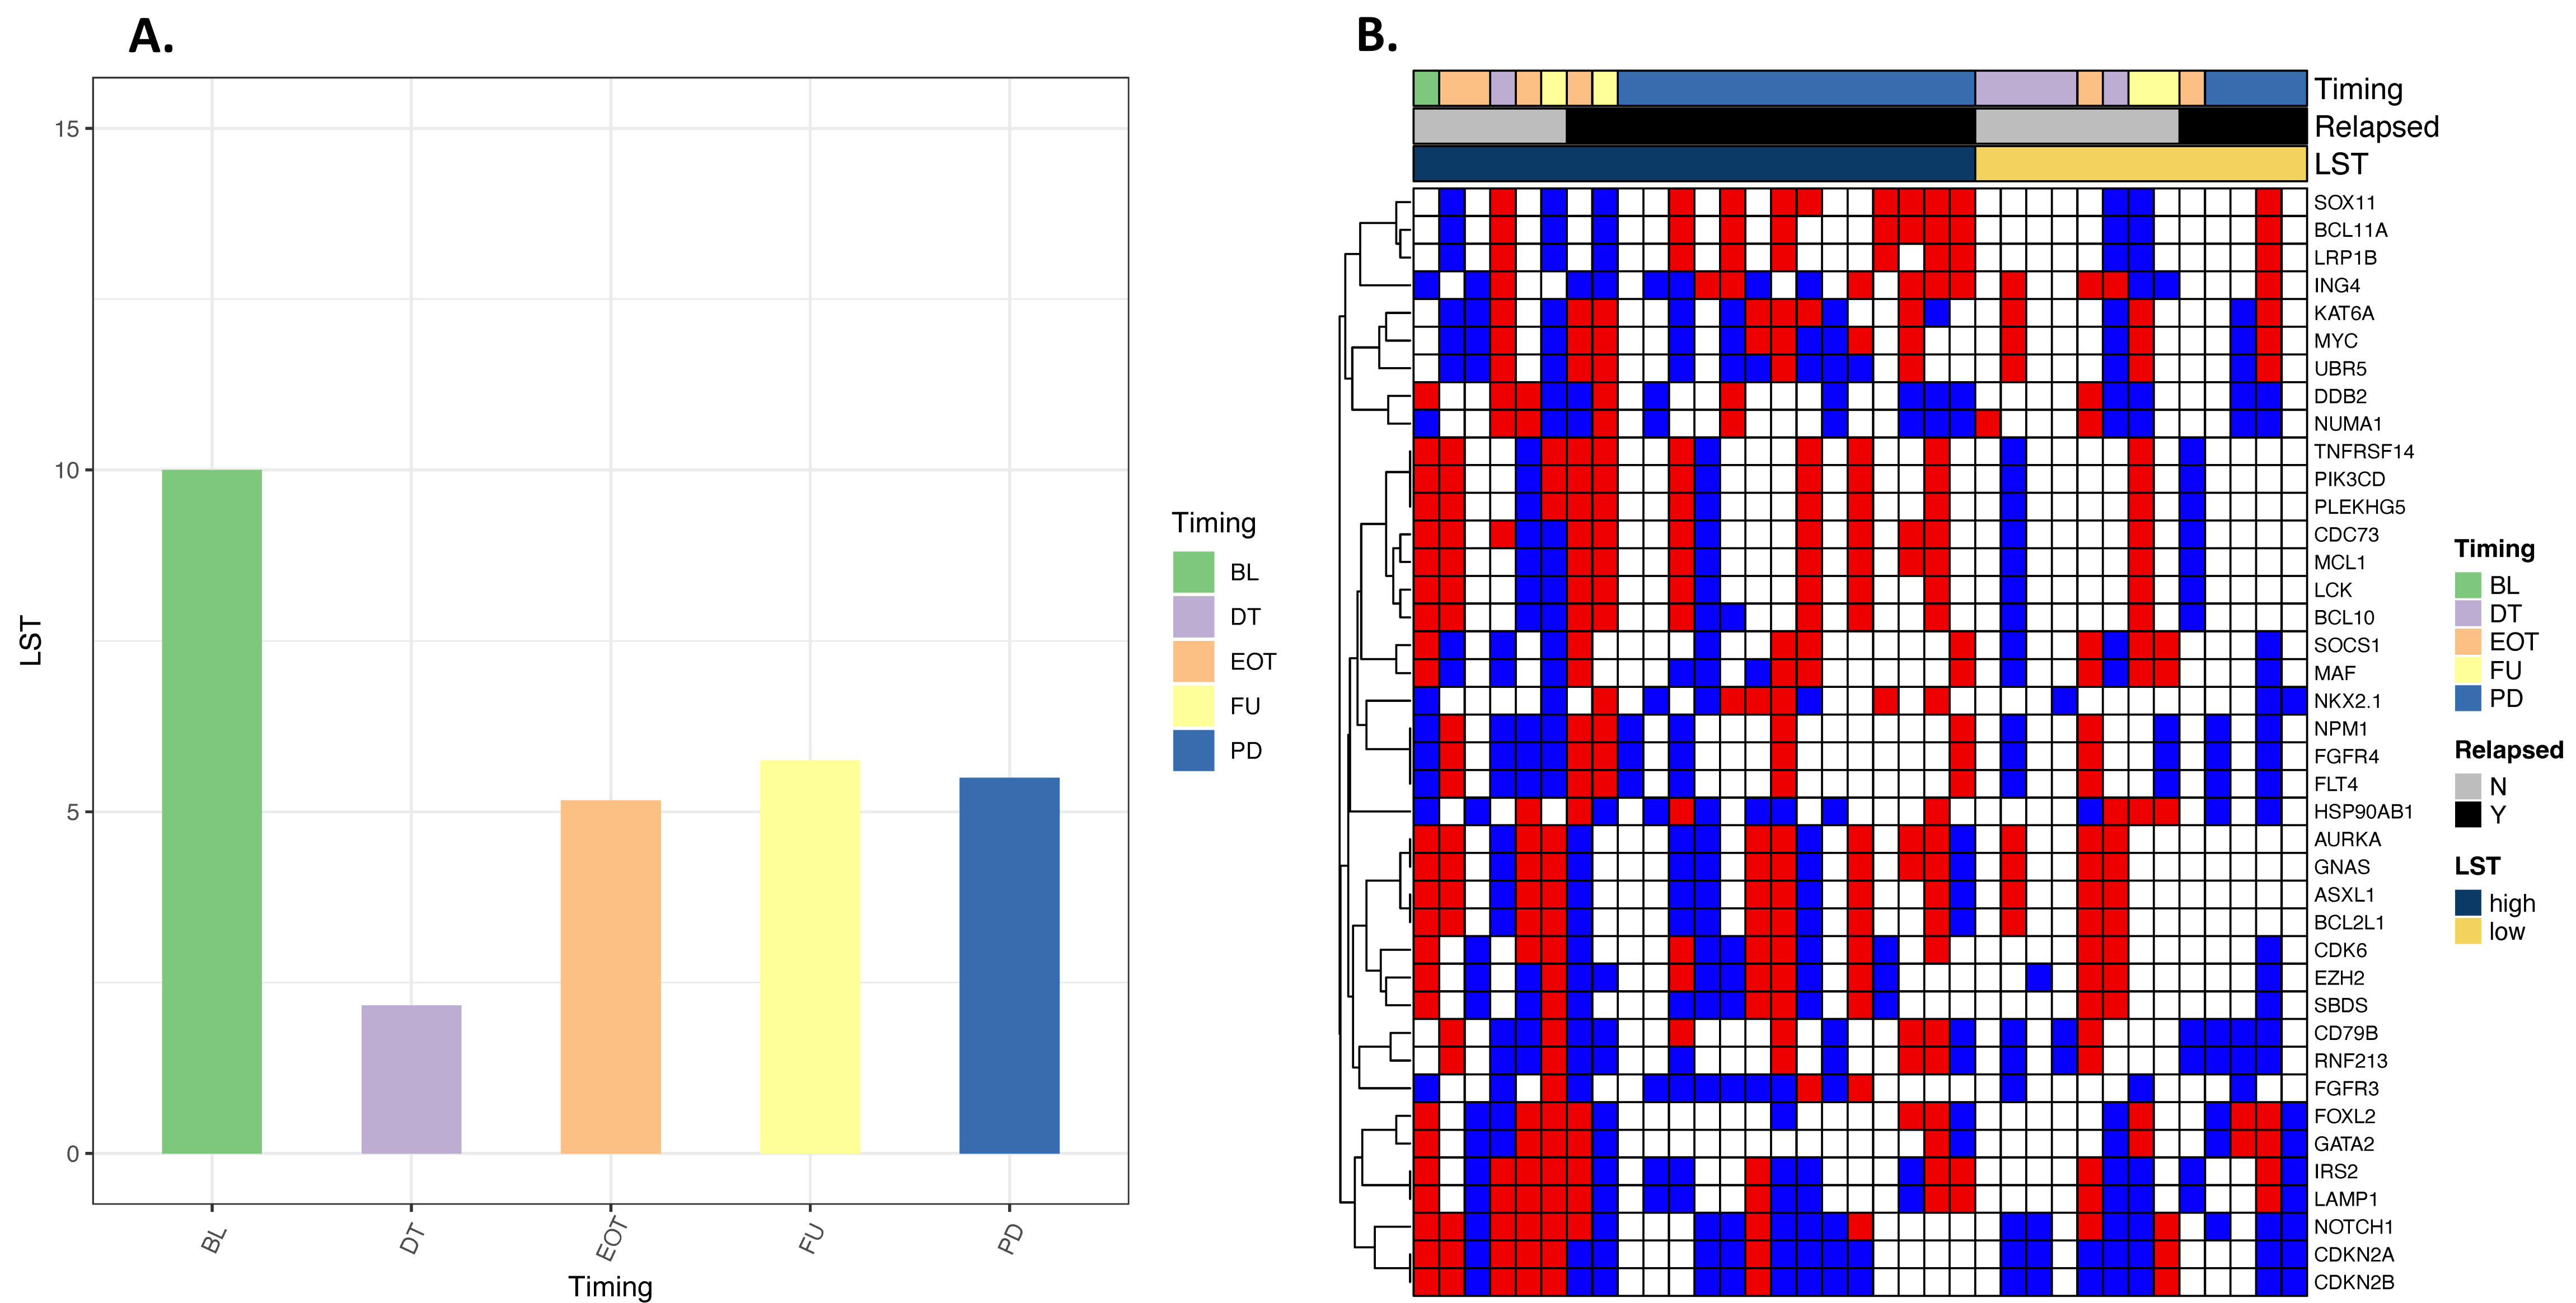 A.
15
10
5
0
LST
BL
DT
EOT
FU
PD
Timing
Timing
BL
DT
EOT
FU
PD
B.
Timing
Relapsed
LST
SOX11
BCL11A
LRP1B
ING4
KAT6A
MYC
UBR5
DDB2
NUMA1
TNFRSF14
PIK3CD
PLEKHG5
CDC73
MCL1
LCK
BCL10
SOCS1
MAF
NKX2.1
NPM1
FGFR4
FLT4
HSP90AB1
AURKA
GNAS
ASXL1
BCL2L1
CDK6
EZH2
SBDS
CD79B
RNF213
FGFR3
FOXL2
GATA2
IRS2
LAMP1
NOTCH1
CDKN2A
CDKN2B
Timing
BL
DT
EOT
FU
PD
Relapsed
N
Y
LST
high
low